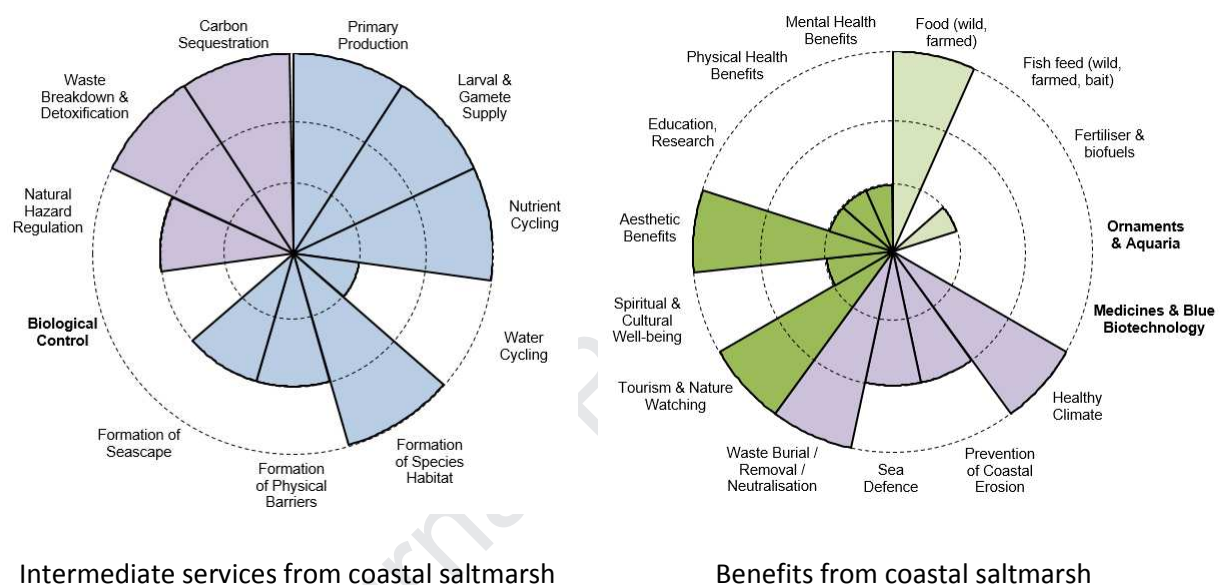 Carbon
Sequestration
Primary
Production
Larval &
Gamete
Supply
Nutrient
Cycling
Water
Cycling
Formation
of Species
Habitat
Formation
of Physical
Barriers
Formation of
Seascape
Biological
Control
Natural
Hazard
Regulation
Waste
Breakdown &
Detoxification
Intermediate services from coastal saltmarsh
Mental Health
Benefits
Food (wild,
farmed)
Fish feed (wild,
farmed, bait)
Fertiliser &
biofuels
Ornaments
& Aquaria
Medicines & Blue
Biotechnology
Healthy
Climate
Prevention
of Coastal
Erosion
Sea
Defence
Waste Burial /
Removal /
Neutralisation
Tourism & Nature
Watching
Spiritual &
Cultural
Well-being
Aesthetic
Benefits
Education,
Research
Physical Health
Benefits
Benefits from coastal saltmarsh